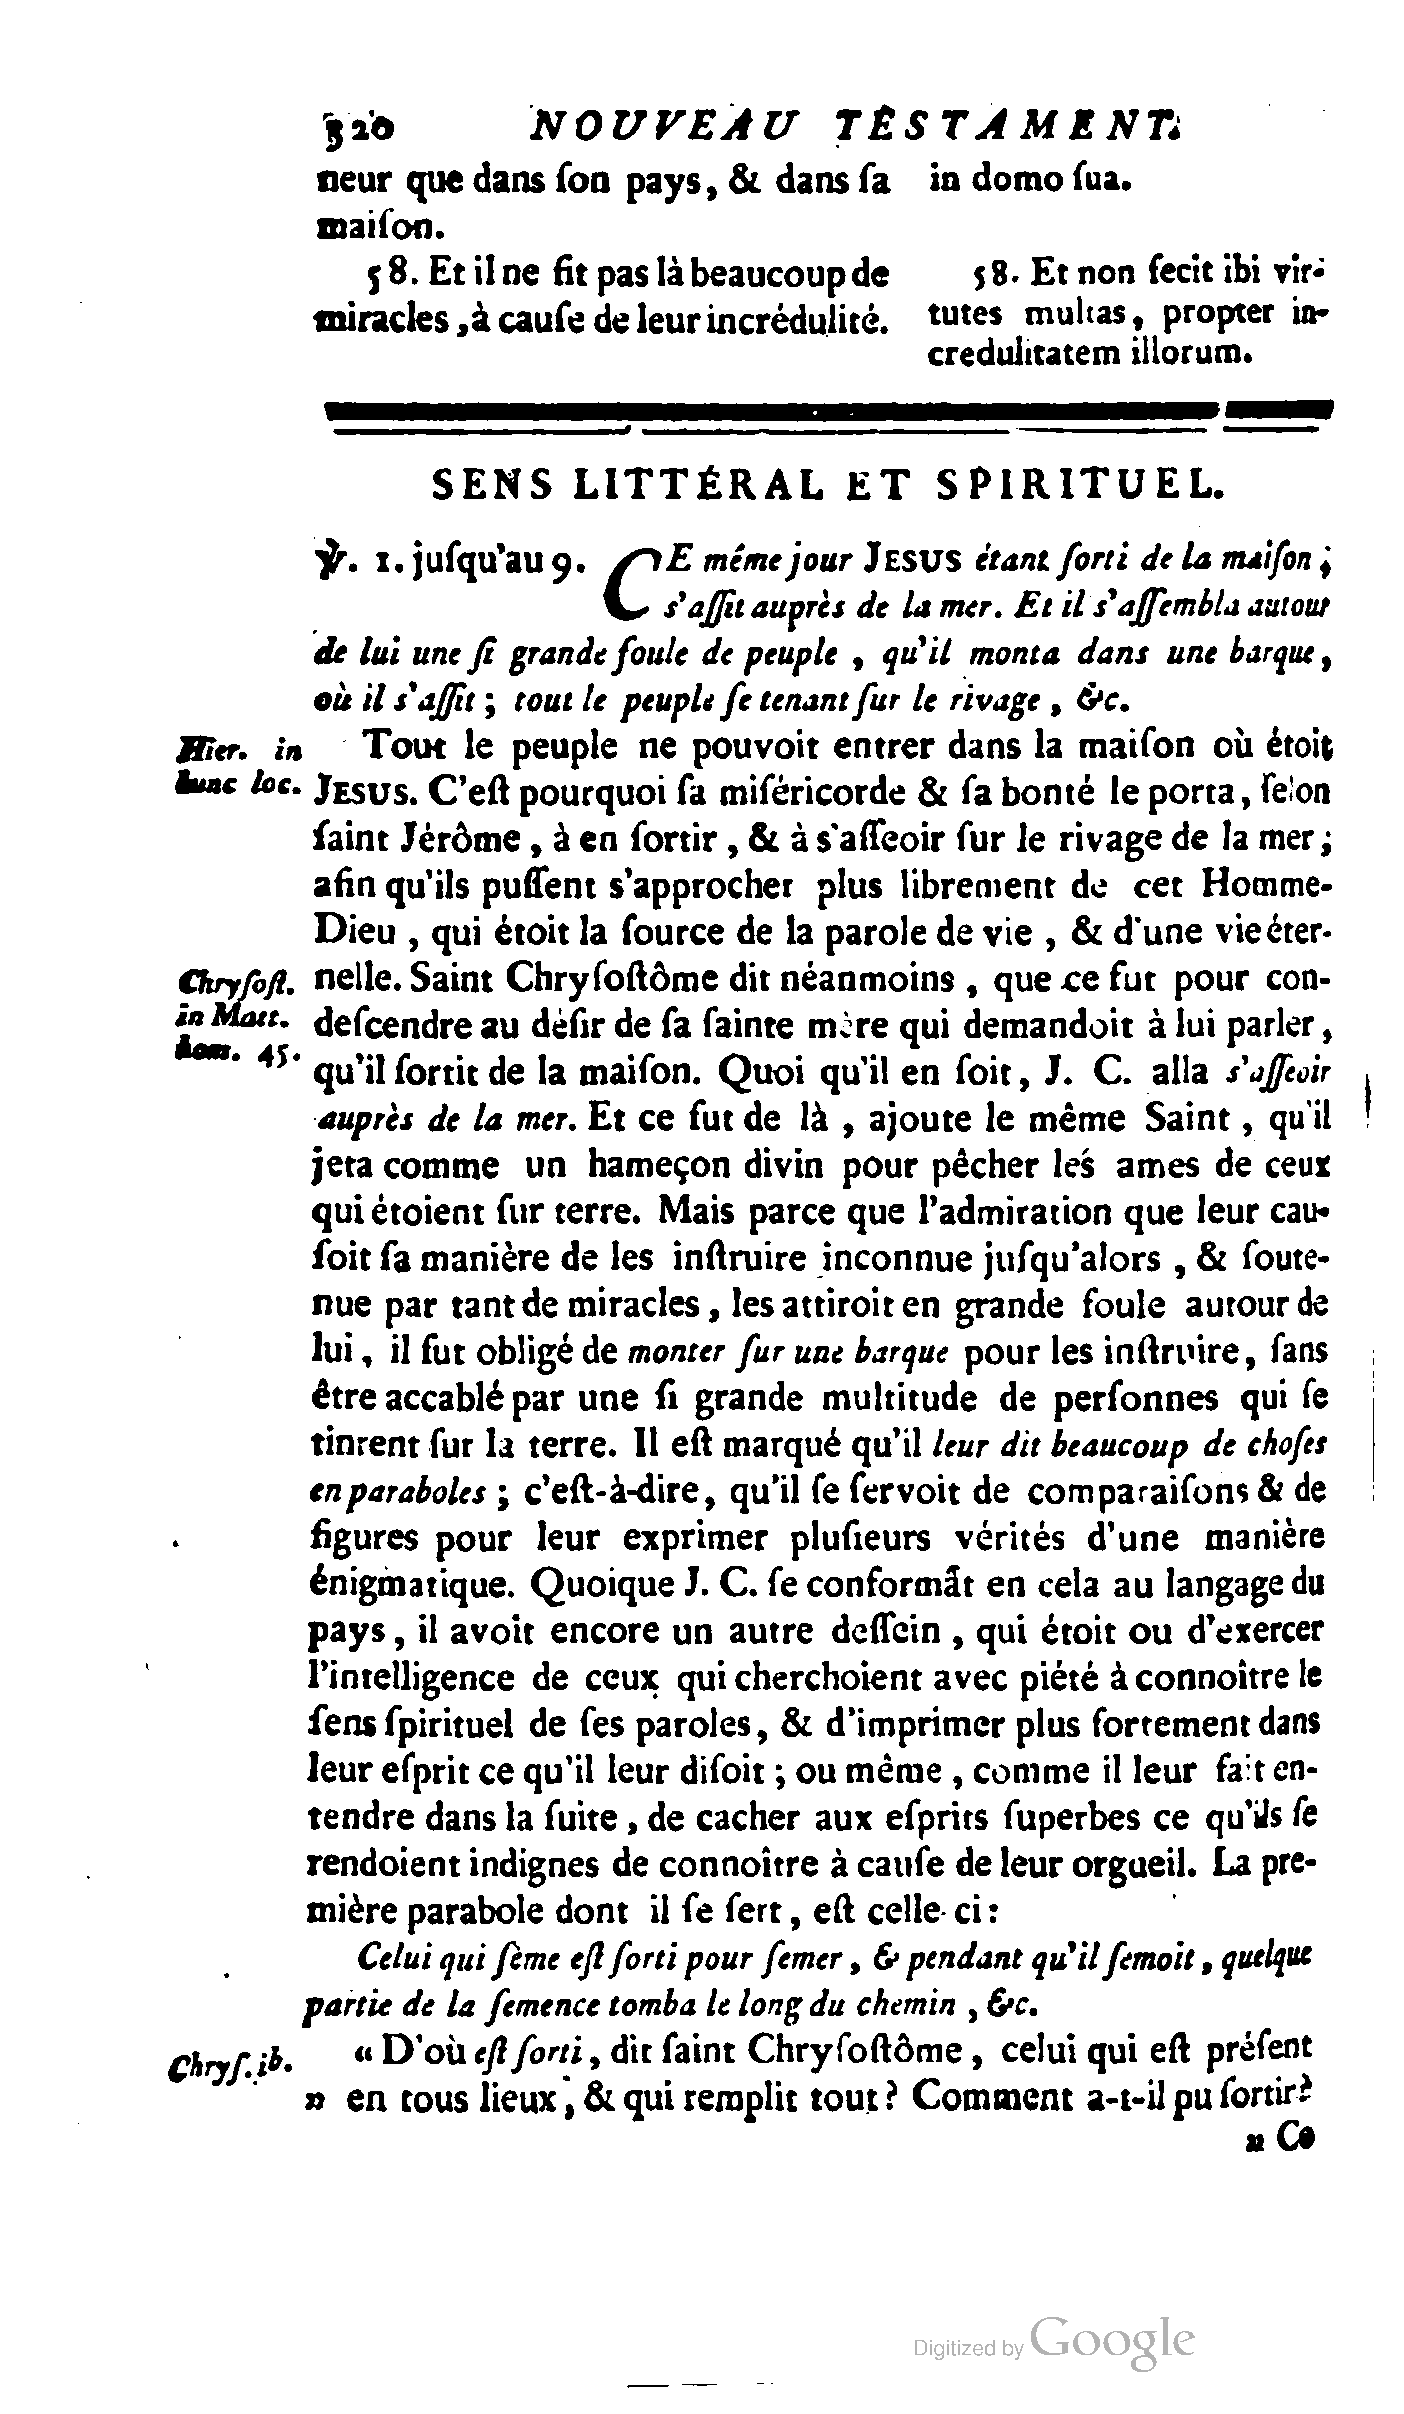 520 NOUVEAU TESTAMENT.
neur que dans ſon pays, & dans ſa
maiſon.
58. Et il ne fit pas là beaucoup de
miracles, à cauſe de leur incrédulité.
in domo ſua.
58. Et non fecit ibi vir-
tutes multas, propter in-
credulitatem illorum.
SENS LITTÉRAL ET SPIRITUEL.
℣. 1. juſqu'au 9. CE même jour JESUS étant ſorti de la maiſon,
s'aſſit auprès de la mer. Et il s'aſſembla autour
de lui une ſi grande foule de peuple, qu'il monta dans une barque,
où il s'aſſit; tout le peuple ſe tenant ſur le rivage, &c.
Hier. in
hunc loc.
Tout le peuple ne pouvoit entrer dans la maiſon où étoit
JESUS. C'eſt pourquoi ſa miſéricorde & ſa bonté le porta, ſelon
ſaint Jérôme, à en ſortir, & à s'aſſeoir ſur le rivage de la mer;
afin qu'ils puſſent s'approcher plus librement de cet Homme-
Dieu, qui étoit la ſource de la parole de vie, & d'une vie éter-
Chryſoſt.
in Matt.
hom. 45.
nelle. Saint Chryſoſtôme dit néanmoins, que ce fut pour con-
deſcendre au déſir de ſa ſainte mère qui demandoit à lui parler,
qu'il ſortit de la maiſon. Quoi qu'il en ſoit, J. C. alla s'aſſeoir
auprès de la mer. Et ce fut de là, ajoute le même Saint, qu'il
jeta comme un hameçon divin pour pêcher les ames de ceux
qui étoient ſur terre. Mais parce que l'admiration que leur cau-
ſoit ſa manière de les inſtruire inconnue juſqu'alors, & ſoute-
nue par tant de miracles, les attiroit en grande foule autour de
lui, il fut obligé de monter ſur une barque pour les inſtruire, ſans
être accablé par une ſi grande multitude de perſonnes qui ſe
tinrent ſur la terre. Il eſt marqué qu'il leur dit beaucoup de choſes
en paraboles; c'eſt-à-dire, qu'il ſe ſervoit de comparaiſons & de
figures pour leur exprimer pluſieurs vérités d'une manière
énigmatique. Quoique J. C. ſe conformât en cela au langage du
pays, il avoit encore un autre deſſein, qui étoit ou d'exercer
l'intelligence de ceux qui cherchoient avec piété à connoître le
ſens ſpirituel de ſes paroles, & d'imprimer plus fortement dans
leur eſprit ce qu'il leur diſoit; ou même, comme il leur fait en-
tendre dans la ſuite, de cacher aux eſprits ſuperbes ce qu'ils ſe
rendoient indignes de connoître à cauſe de leur orgueil. La pre-
mière parabole dont il ſe ſert, eſt celle-ci:
Celui qui ſème eſt ſorti pour ſemer, & pendant qu'il ſemoit, quelque
partie de la ſemence tomba le long du chemin, &c.
Chryſ. ib.
« D'où eſt ſorti, dit ſaint Chryſoſtôme, celui qui eſt préſent
» en tous lieux, & qui remplit tout? Comment a-t-il pu ſortir?
» Ce
Digitized by Google